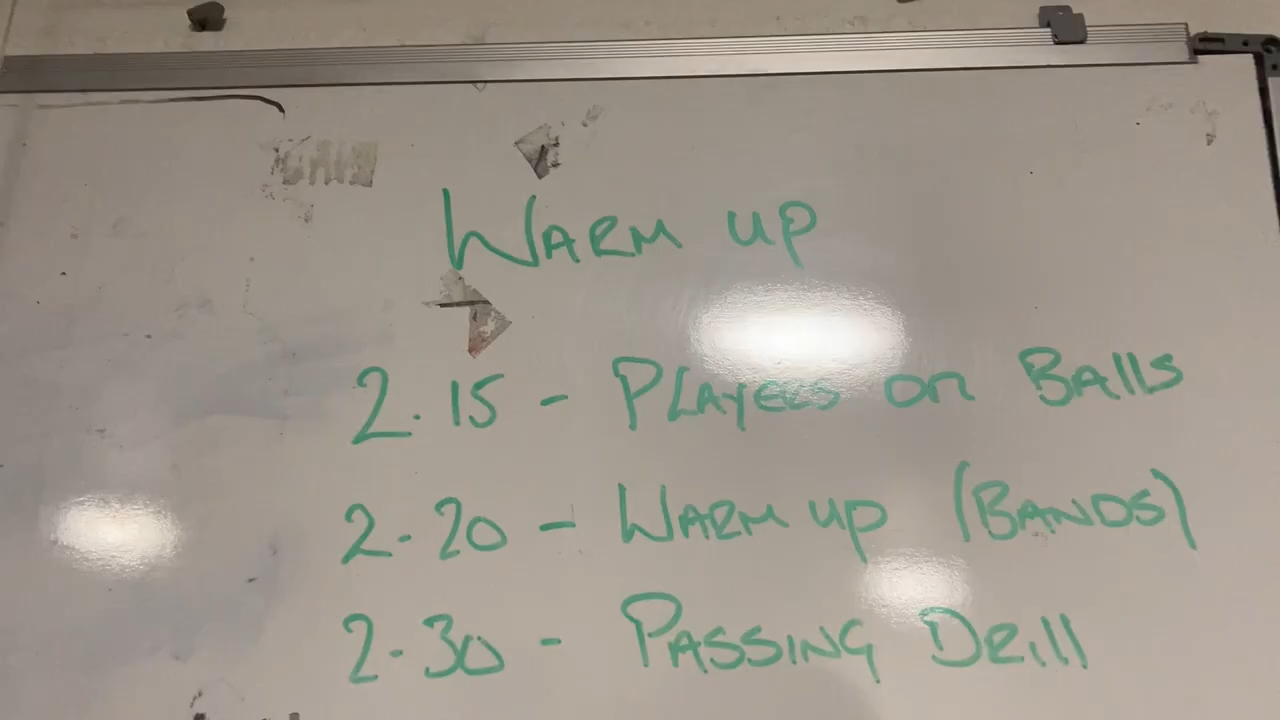 WARM UP
2.15 - PLAYERS ON BALLS
2.20 - WARM UP (BANDS)
2.30 - PASSING DRILL